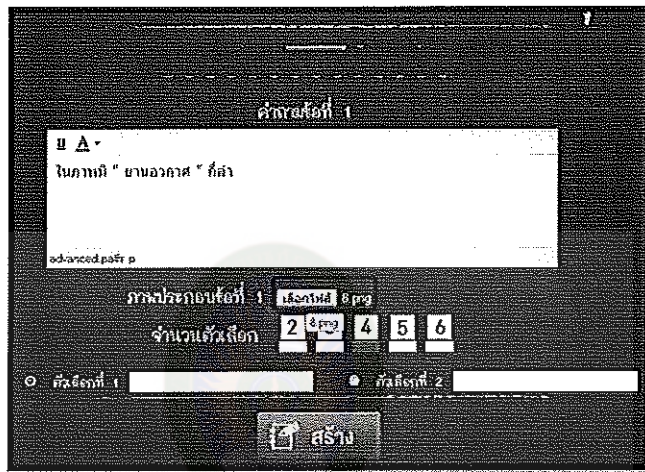 คำถามข้อที่ 1
U A
ในภาพมี " ยานอวกาศ " กี่ลำ
advanced.path p
ภาพประกอบข้อที่ 1 เลือกไฟล์ 8.png
จำนวนตัวเลือก 2 8.png 4 5 6
ตัวเลือกที่ 1 ตัวเลือกที่ 2
สร้าง